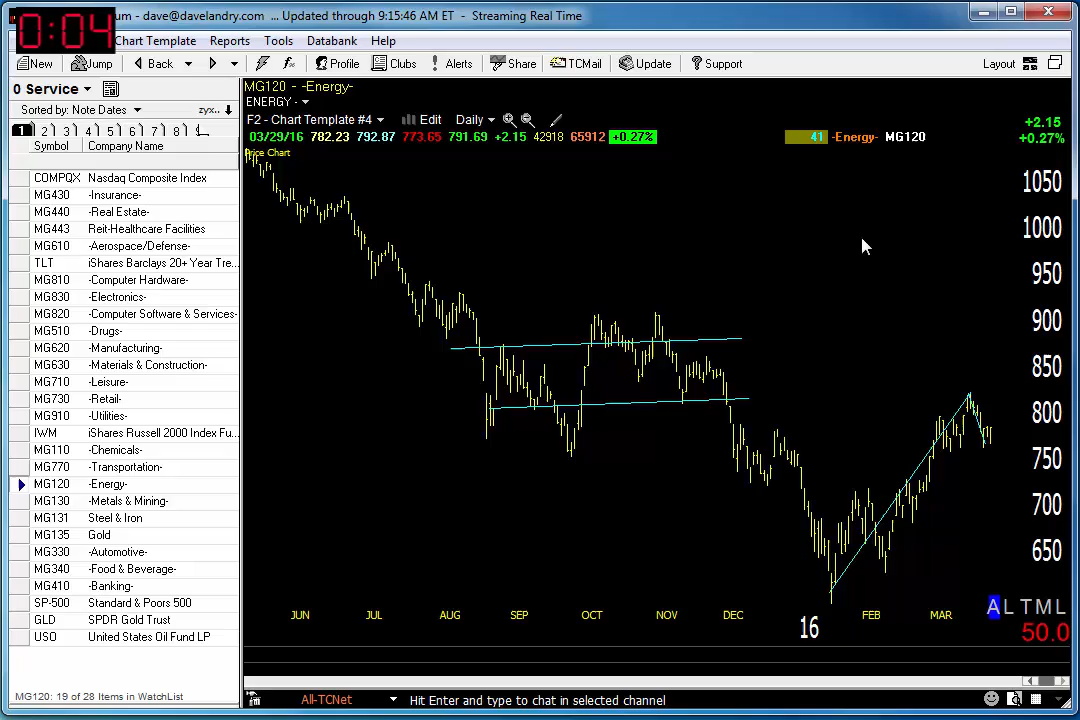 0:04
um - dave@davelandry.com ... Updated through 9:15:46 AM ET - Streaming Real Time
Chart Template Reports Tools Databank Help
New Jump Back Profile Clubs Alerts Share TCMail Update Support Layout
0 Service
Sorted by: Note Dates zyx..
1 2 3 4 5 6 7 8
Symbol Company Name
COMPQX Nasdaq Composite Index
MG430 -Insurance-
MG440 -Real Estate-
MG443 Reit-Healthcare Facilities
MG610 -Aerospace/Defense-
TLT iShares Barclays 20+ Year Tre...
MG810 -Computer Hardware-
MG830 -Electronics-
MG820 -Computer Software & Services-
MG510 -Drugs-
MG620 -Manufacturing-
MG630 -Materials & Construction-
MG710 -Leisure-
MG730 -Retail-
MG910 -Utilities-
IWM iShares Russell 2000 Index Fu...
MG110 -Chemicals-
MG770 -Transportation-
MG120 -Energy-
MG130 -Metals & Mining-
MG131 Steel & Iron
MG135 Gold
MG330 -Automotive-
MG340 -Food & Beverage-
MG410 -Banking-
SP-500 Standard & Poors 500
GLD SPDR Gold Trust
USO United States Oil Fund LP
MG120: 19 of 28 Items in WatchList
MG120 - -Energy-
ENERGY -
F2 - Chart Template #4 Edit Daily
03/29/16 782.23 792.87 773.65 791.69 +2.15 42918 65912 +0.27%
41 -Energy- MG120
+2.15
+0.27%
Price Chart
1050
1000
950
900
850
800
750
700
650
JUN JUL AUG SEP OCT NOV DEC 16 FEB MAR
A L T M L
50.0
All-TCNet Hit Enter and type to chat in selected channel